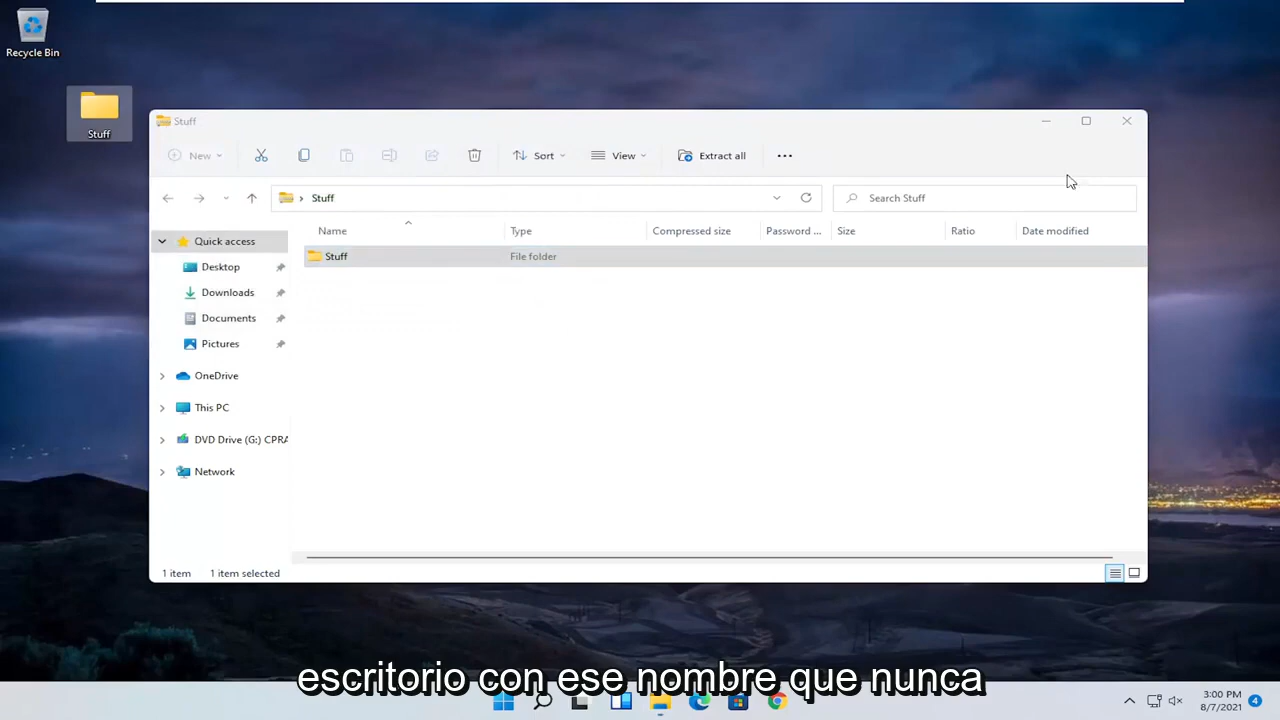 Recycle Bin
Stuff
Stuff
New
Sort
View
Extract all
Stuff
Search Stuff
Name
Type
Compressed size
Password ...
Size
Ratio
Date modified
Quick access
Stuff
File folder
Desktop
Downloads
Documents
Pictures
OneDrive
This PC
DVD Drive (G:) CPRA
Network
1 item
1 item selected
escritorio con ese nombre que nunca
3:00 PM
8/7/2021
4